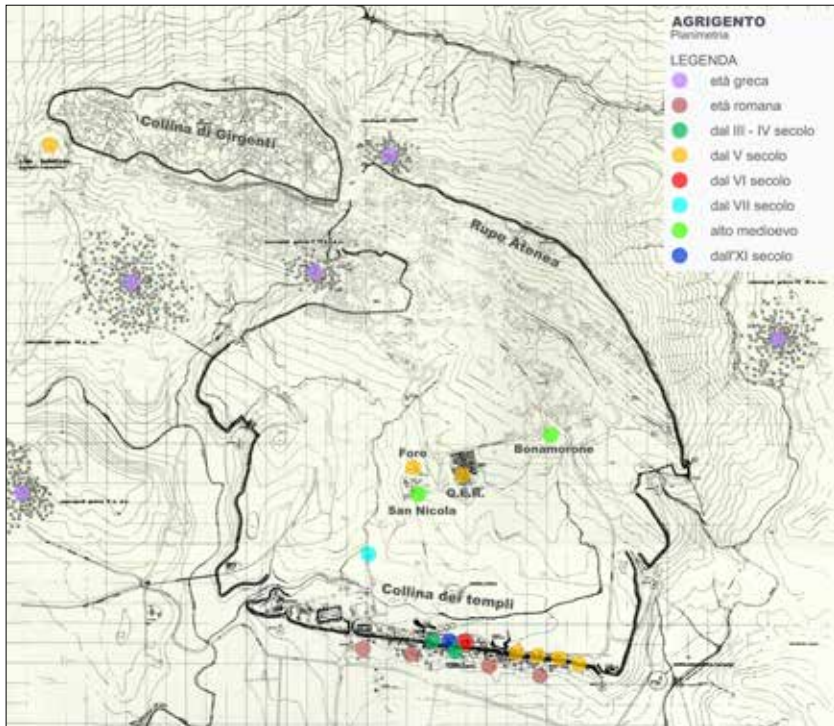 AGRIGENTO
Planimetria
LEGENDA
età greca
età romana
dal III - IV secolo
dal V secolo
dal VI secolo
dal VII secolo
alto medioevo
dall'XI secolo
Collina di Girgenti
Rupe Atenea
Bonamorone
Foro
Q.E.R.
San Nicola
Collina dei templi